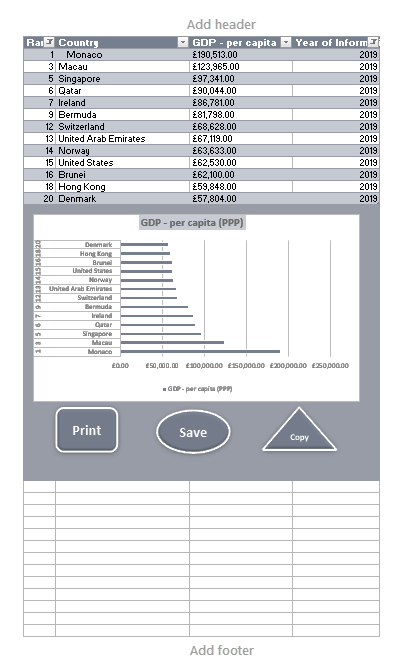 Add header
Ran Country GDP - per capita Year of Inform
1 Monaco £190,513.00 2019
3 Macau £123,965.00 2019
5 Singapore £97,341.00 2019
6 Qatar £90,044.00 2019
7 Ireland £86,781.00 2019
9 Bermuda £81,798.00 2019
12 Switzerland £68,628.00 2019
13 United Arab Emirates £67,119.00 2019
14 Norway £63,633.00 2019
15 United States £62,530.00 2019
16 Brunei £62,100.00 2019
18 Hong Kong £59,848.00 2019
20 Denmark £57,804.00 2019
GDP - per capita (PPP)
20 Denmark
18 Hong Kong
16 Brunei
15 United States
14 Norway
13 United Arab Emirates
12 Switzerland
9 Bermuda
7 Ireland
6 Qatar
5 Singapore
3 Macau
1 Monaco
£0.00 £50,000.00 £100,000.00 £150,000.00 £200,000.00 £250,000.00
GDP - per capita (PPP)
Print Save Copy
Add footer